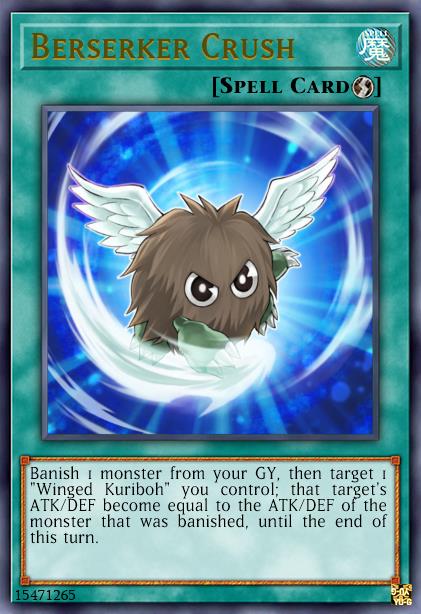 BERSERKER CRUSH
SPELL
魔
[SPELL CARD]
Banish 1 monster from your GY, then target 1
"Winged Kuriboh" you control; that target's
ATK/DEF become equal to the ATK/DEF of the
monster that was banished, until the end of
this turn.
15471265